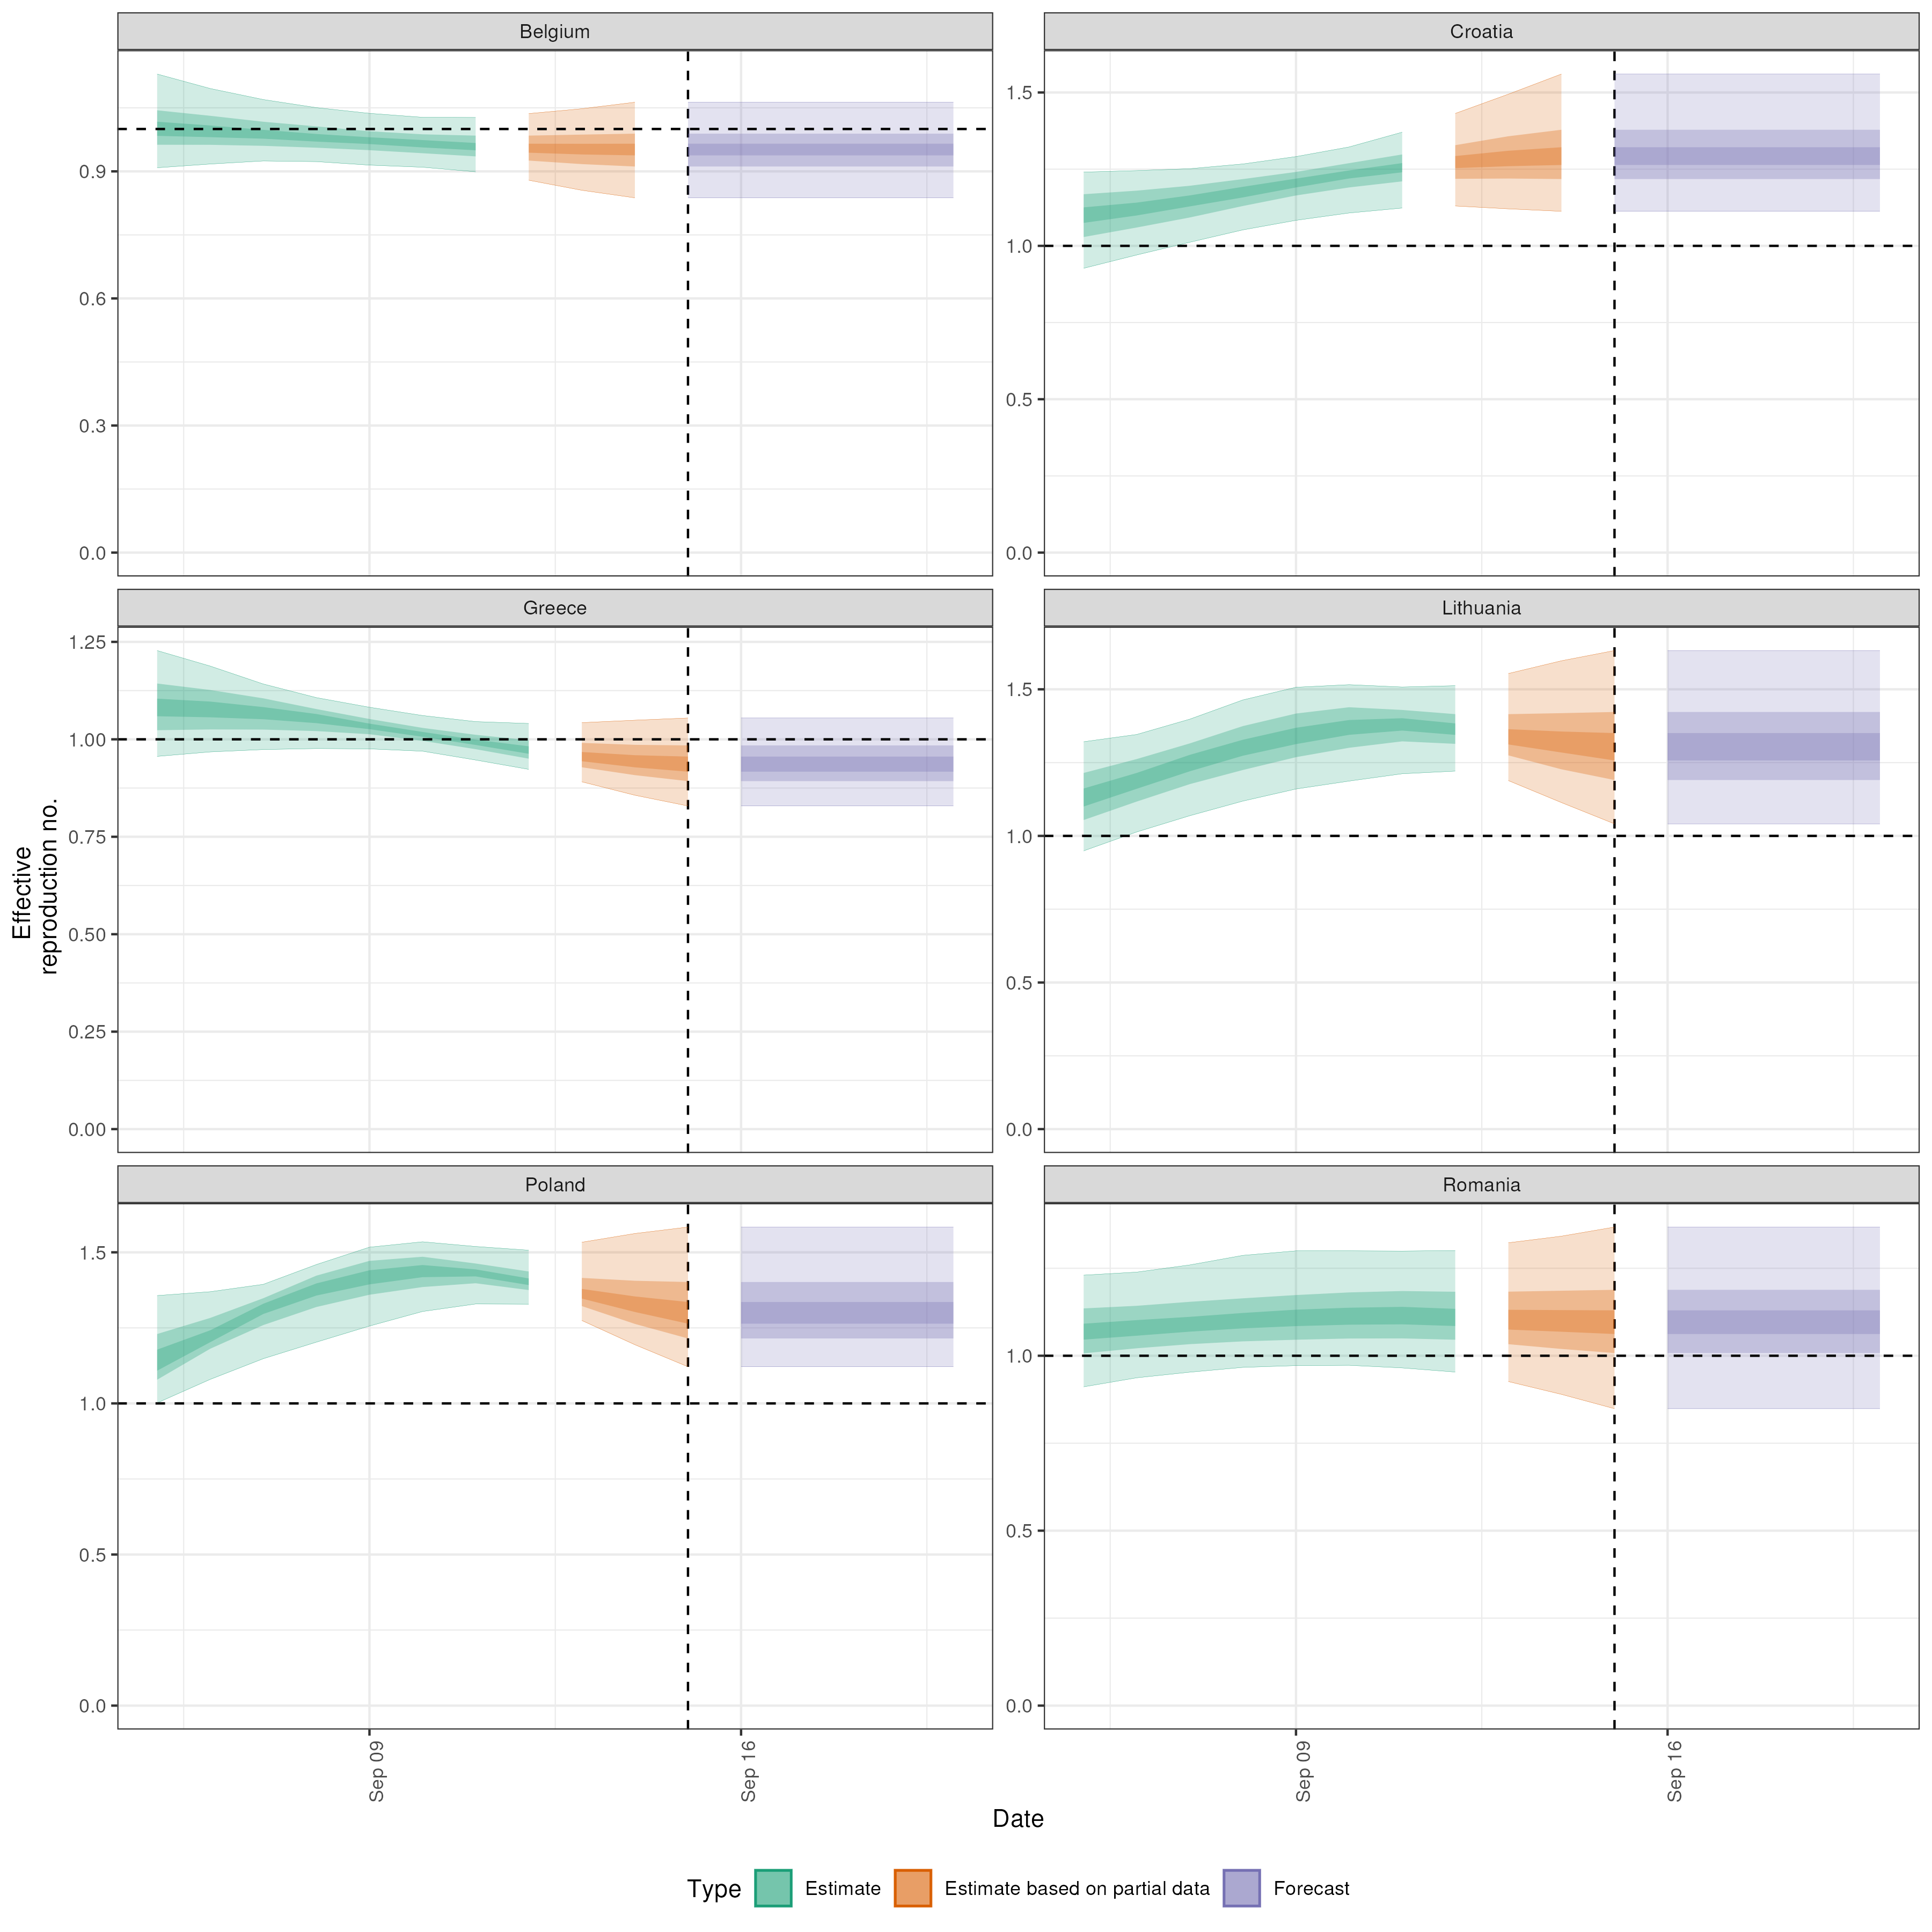 Belgium
Croatia
0.9
0.6
0.3
0.0
1.5
1.0
0.5
0.0
Greece
Lithuania
1.25
1.00
0.75
0.50
0.25
0.00
1.5
1.0
0.5
0.0
Poland
Romania
1.5
1.0
0.5
0.0
1.0
0.5
0.0
Effective
reproduction no.
Sep 09
Sep 16
Sep 09
Sep 16
Date
Type
Estimate
Estimate based on partial data
Forecast